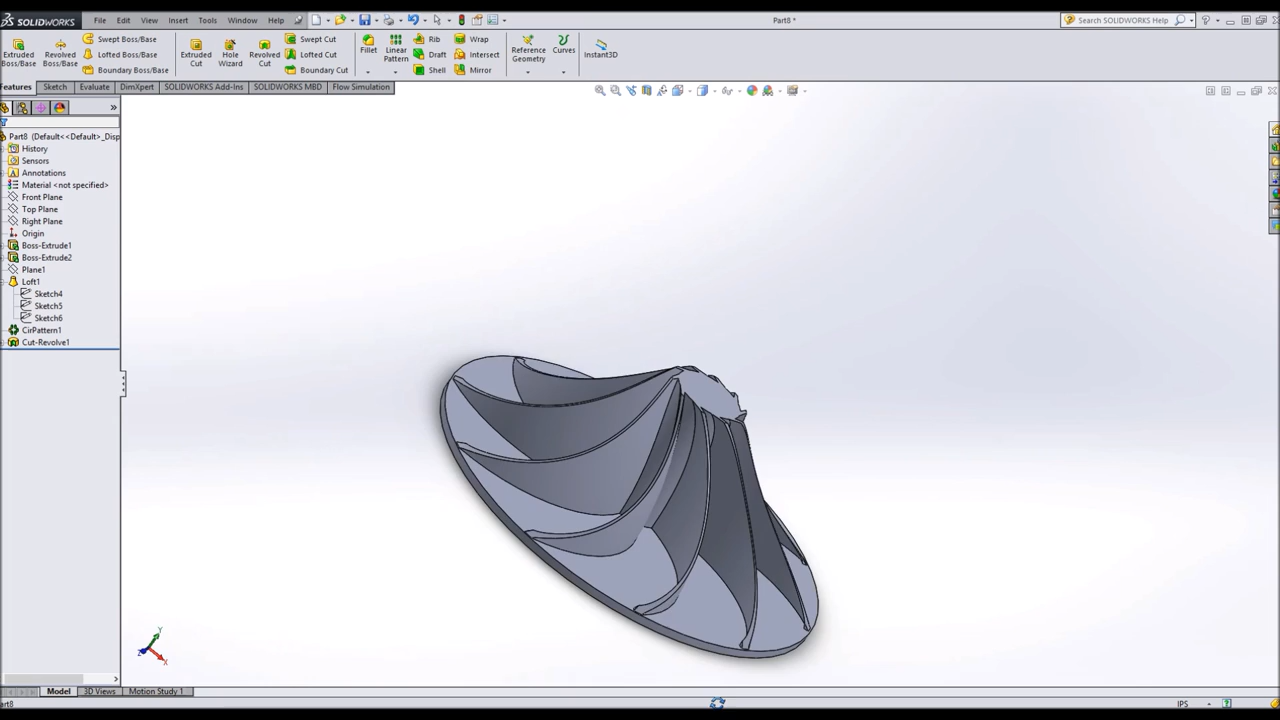 SOLIDWORKS File Edit View Insert Tools Window Help Part8 * Search SOLIDWORKS Help
Extruded Boss/Base
Revolved Boss/Base
Swept Boss/Base
Lofted Boss/Base
Boundary Boss/Base
Extruded Cut
Hole Wizard
Revolved Cut
Swept Cut
Lofted Cut
Boundary Cut
Fillet
Linear Pattern
Rib
Draft
Shell
Wrap
Intersect
Mirror
Reference Geometry
Curves
Instant3D
Features Sketch Evaluate DimXpert SOLIDWORKS Add-Ins SOLIDWORKS MBD Flow Simulation
Part8 (Default<<Default>_Disp
History
Sensors
Annotations
Material <not specified>
Front Plane
Top Plane
Right Plane
Origin
Boss-Extrude1
Boss-Extrude2
Plane1
Loft1
Sketch4
Sketch5
Sketch6
CirPattern1
Cut-Revolve1
Y
Z
X
Model 3D Views Motion Study 1
art8 IPS